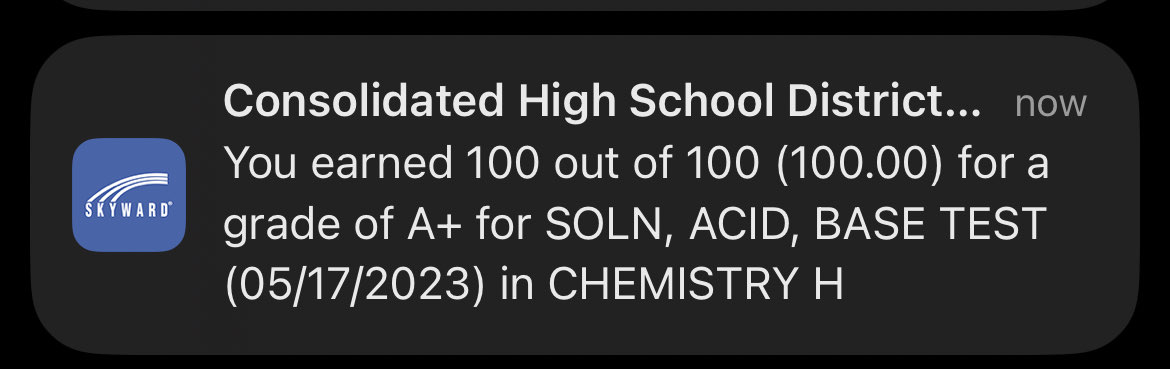 Consolidated High School District... now
SKYWARD®
You earned 100 out of 100 (100.00) for a
grade of A+ for SOLN, ACID, BASE TEST
(05/17/2023) in CHEMISTRY H